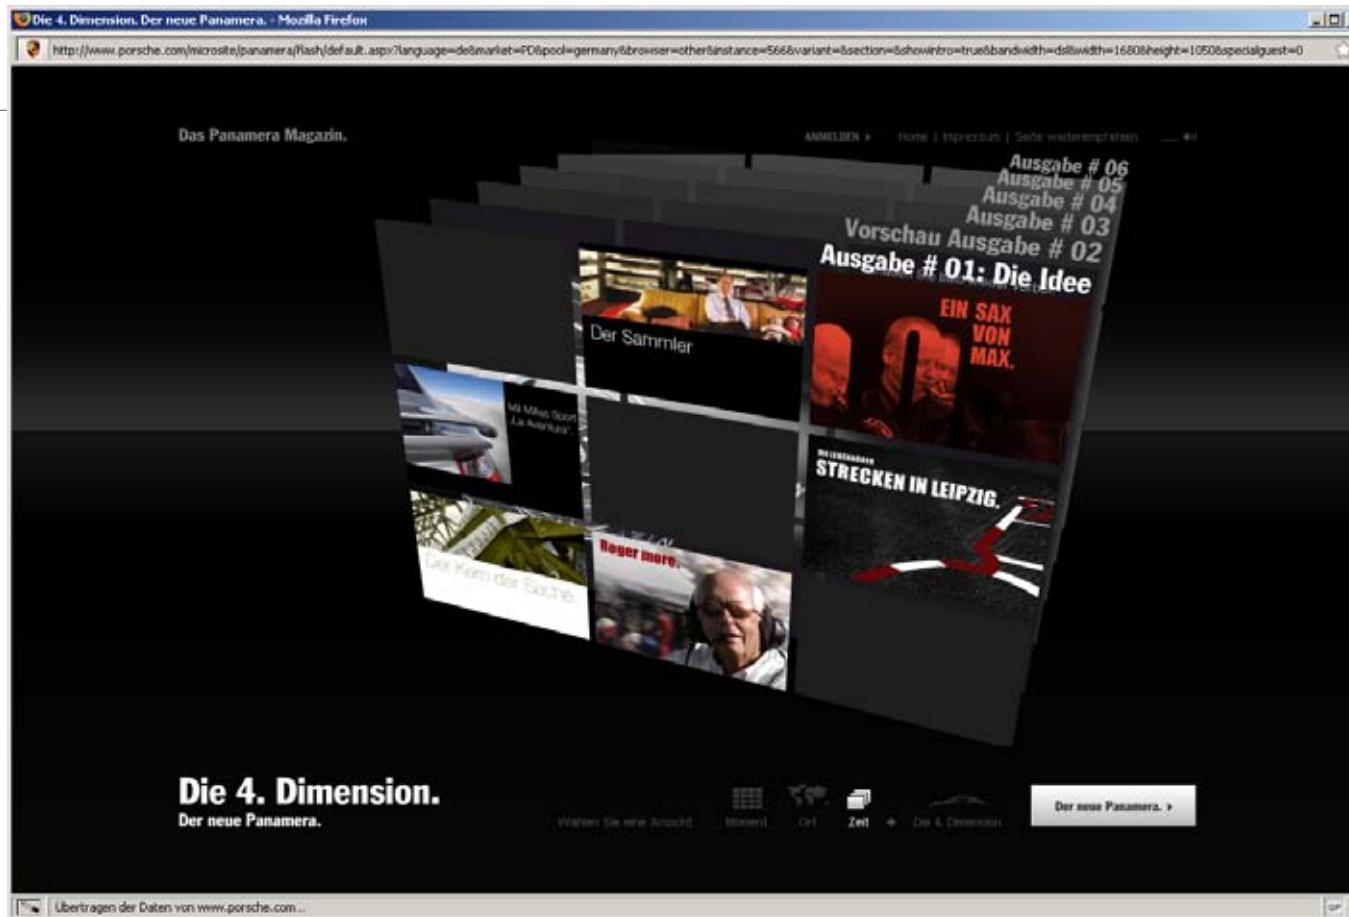 Die 4. Dimension. Der neue Panamera. - Mozilla Firefox
http://www.porsche.com/microsite/panamera/flash/default.aspx?language=de&market=PD&pool=germany&browser=other&instance=566&variant=&section=&showintro=true&bandwidth=dsl&width=1680&height=1050&specialguest=0
Das Panamera Magazin.
ANMELDEN Home | Impressum | Seite weiterempfehlen
Ausgabe # 06
Ausgabe # 05
Ausgabe # 04
Ausgabe # 03
Vorschau Ausgabe # 02
Ausgabe # 01: Die Idee
EIN SAX
VON
MAX.
Der Sammler
Mit Milles Sport
„La Aventura".
STRECKEN IN LEIPZIG.
Der Kern der Sache.
Roger more.
Die 4. Dimension.
Der neue Panamera.
Wählen Sie eine Ansicht Moment Ort Zeit + Die 4. Dimension
Der neue Panamera.
Übertragen der Daten von www.porsche.com...